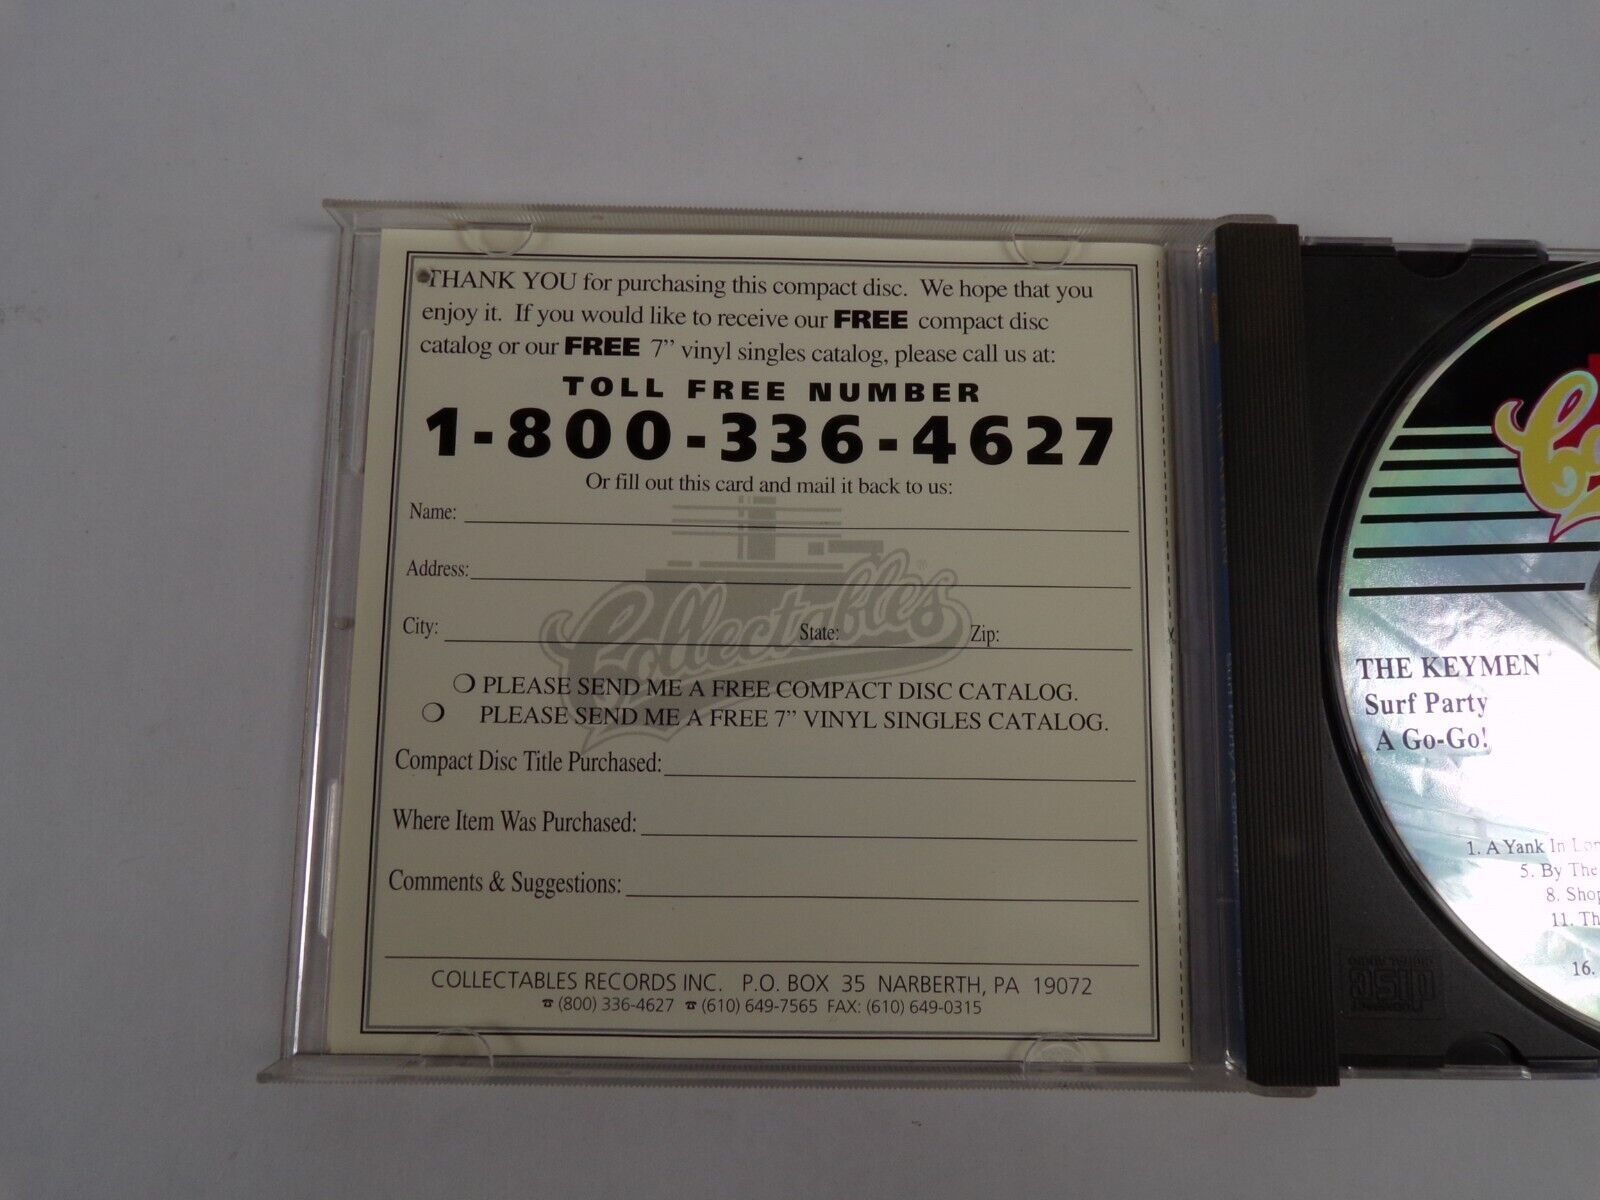 THANK YOU for purchasing this compact disc. We hope that you
enjoy it. If you would like to receive our FREE compact disc
catalog or our FREE 7” vinyl singles catalog, please call us at:
TOLL FREE NUMBER
1-800-336-4627
Or fill out this card and mail it back to us:
Name:
Address:
City: State: Zip:
Collectables®
PLEASE SEND ME A FREE COMPACT DISC CATALOG.
PLEASE SEND ME A FREE 7” VINYL SINGLES CATALOG.
Compact Disc Title Purchased:
Where Item Was Purchased:
Comments & Suggestions:
COLLECTABLES RECORDS INC. P.O. BOX 35 NARBERTH, PA 19072
☎ (800) 336-4627 ☎ (610) 649-7565 FAX: (610) 649-0315
THE KEYMEN
Surf Party
A Go-Go!
1. A Yank In
5. By The
8.
11.
16.